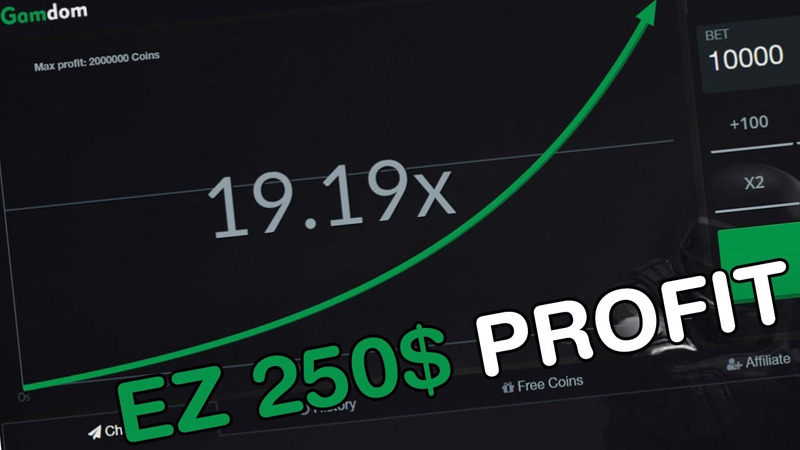 Gamdom
Max profit: 2000000 Coins
BET
10000
+100
X2
19.19x
0s
EZ 250$ PROFIT
History
Free Coins
Affiliate